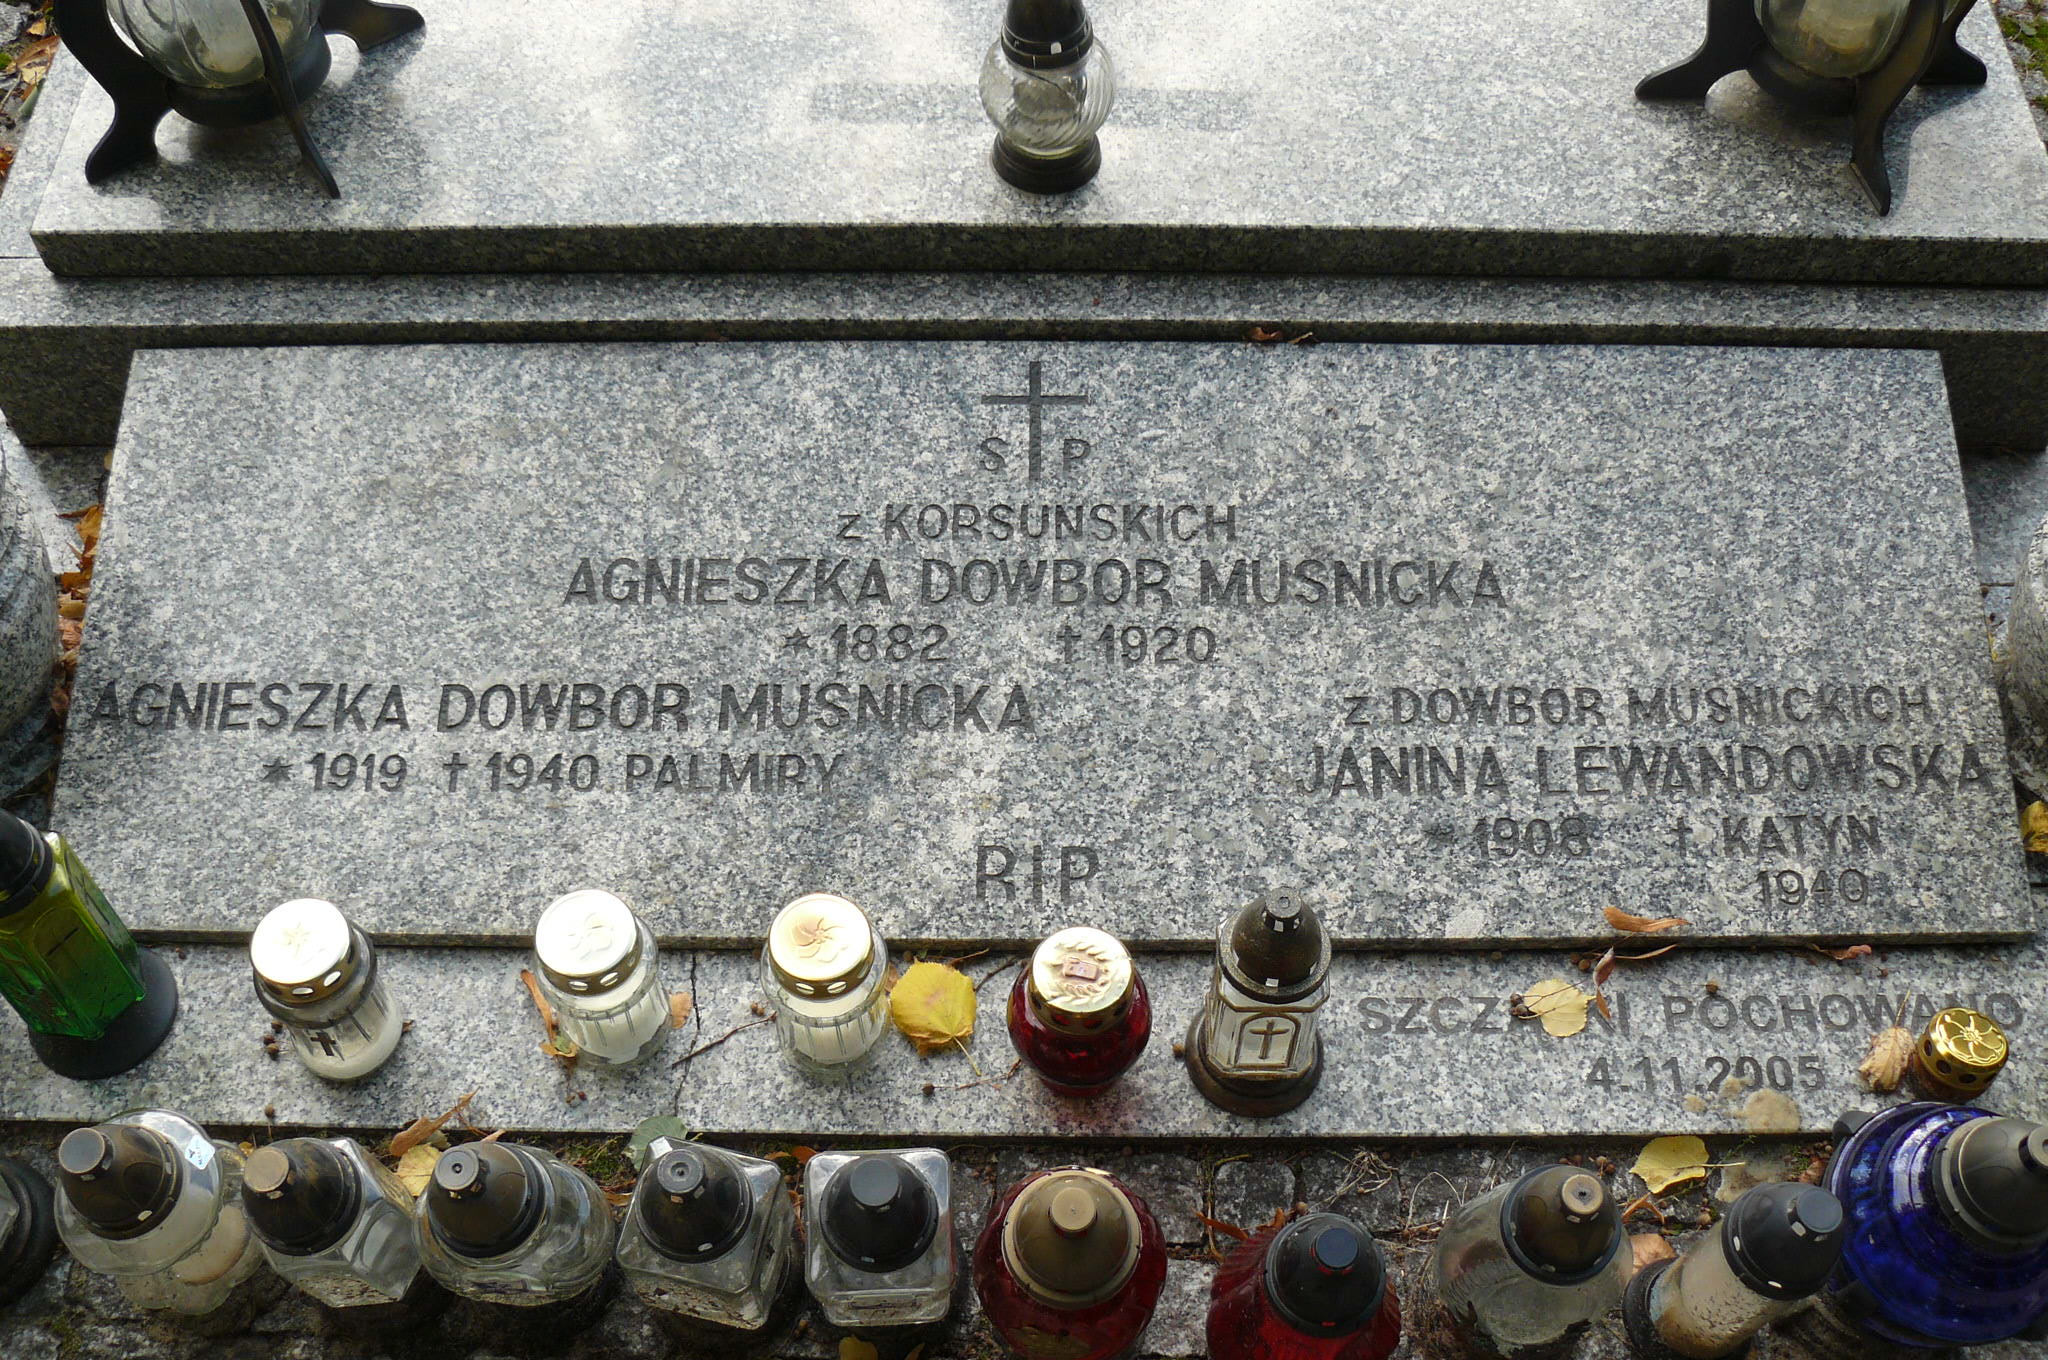 S P
z KORSUNSKICH
AGNIESZKA DOWBOR MUSNICKA
* 1882 † 1920
AGNIESZKA DOWBOR MUSNICKA
* 1919 † 1940 PALMIRY
z DOWBOR MUSNICKICH
JANINA LEWANDOWSKA
* 1908 † KATYN
1940
RIP
SZCZĄTKI POCHOWANO
4.11.2005